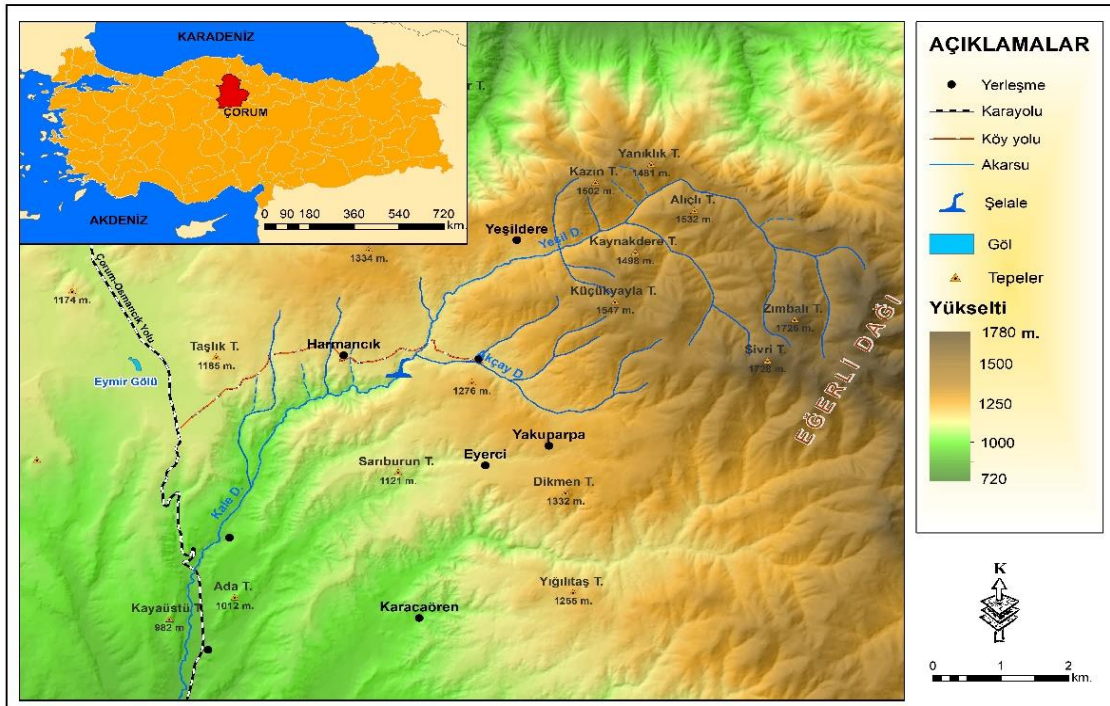 KARADENİZ
ÇORUM
AKDENİZ
0 90 180 360 540 720
km.
r T.
Yanıklık T.
1481 m.
Kazın T.
1502 m.
Alıçlı T.
1532 m.
Yeşildere
Yeşil D.
Kaynakdere T.
1498 m.
1334 m.
Çorum-Osmancık Yolu
1174 m.
Küçükyayla T.
1547 m.
Zımbalı T.
1726 m.
Taşlık T.
1185 m.
Harmancık
Eymir Gölü
Akçay D.
Sivri T.
1728 m.
EĞERLİ DAĞI
1276 m.
Yakuparpa
Eyerci
Sarıburun T.
1121 m.
Dikmen T.
1332 m.
Kale D.
Yığılıtaş T.
1255 m.
Ada T.
1012 m.
Kayaüstü T.
982 m
Karacaören
AÇIKLAMALAR
Yerleşme
Karayolu
Köy yolu
Akarsu
Şelale
Göl
Tepeler
Yükselti
1780 m.
1500
1250
1000
720
K
0 1 2
km.